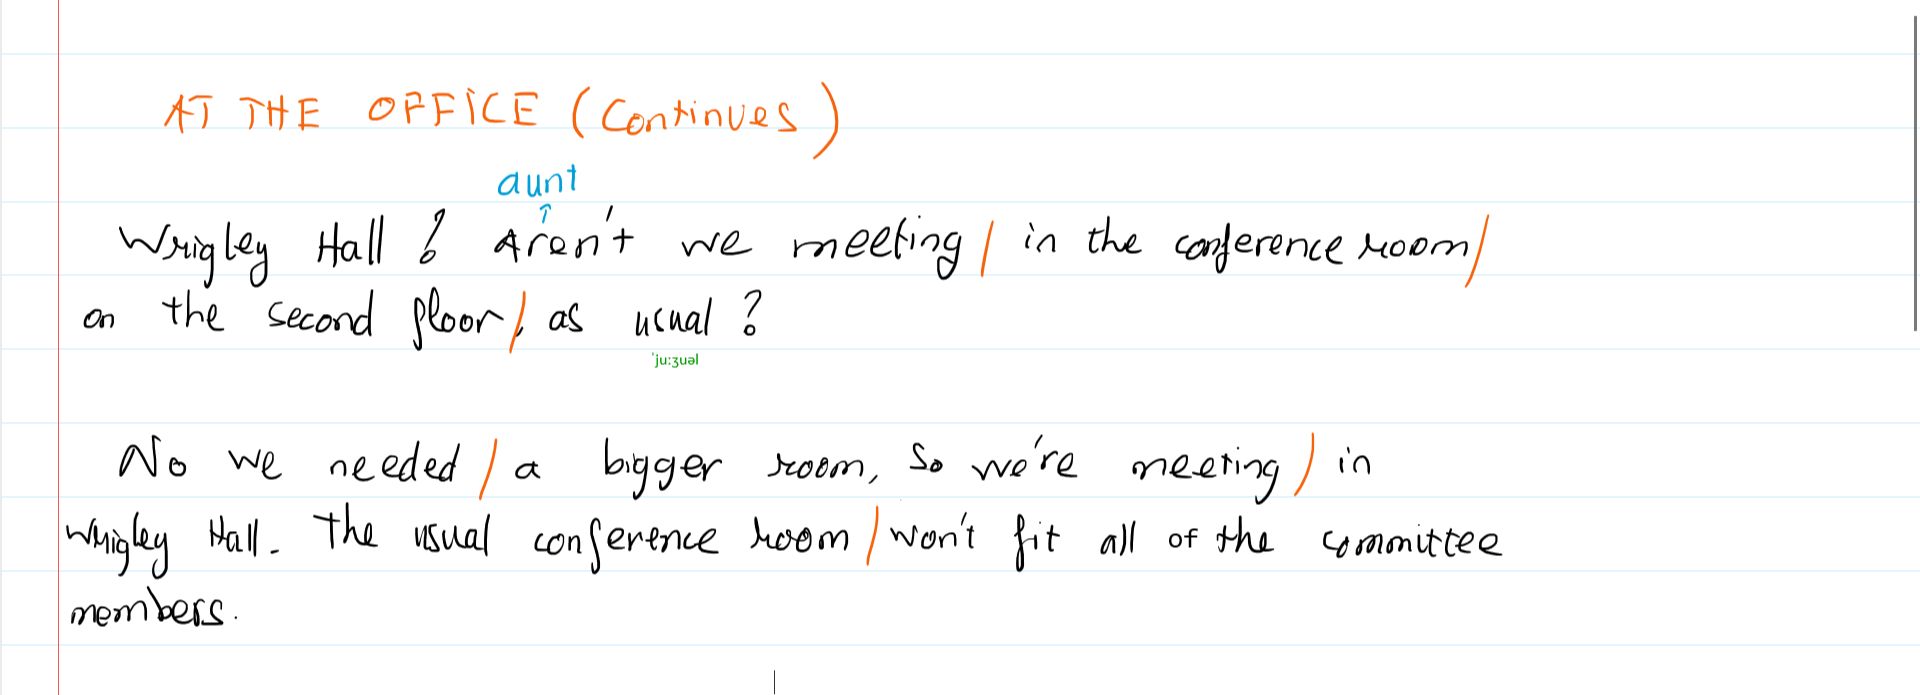 AT THE OFFICE (Continues)
aunt
↑
Wrigley Hall? Aren't we meeting / in the conference room /
on the second floor /, as usual?
ˈjuːʒuəl
No we needed / a bigger room, so we're meeting / in
Wrigley Hall. The usual conference room / won't fit all of the committee
members.